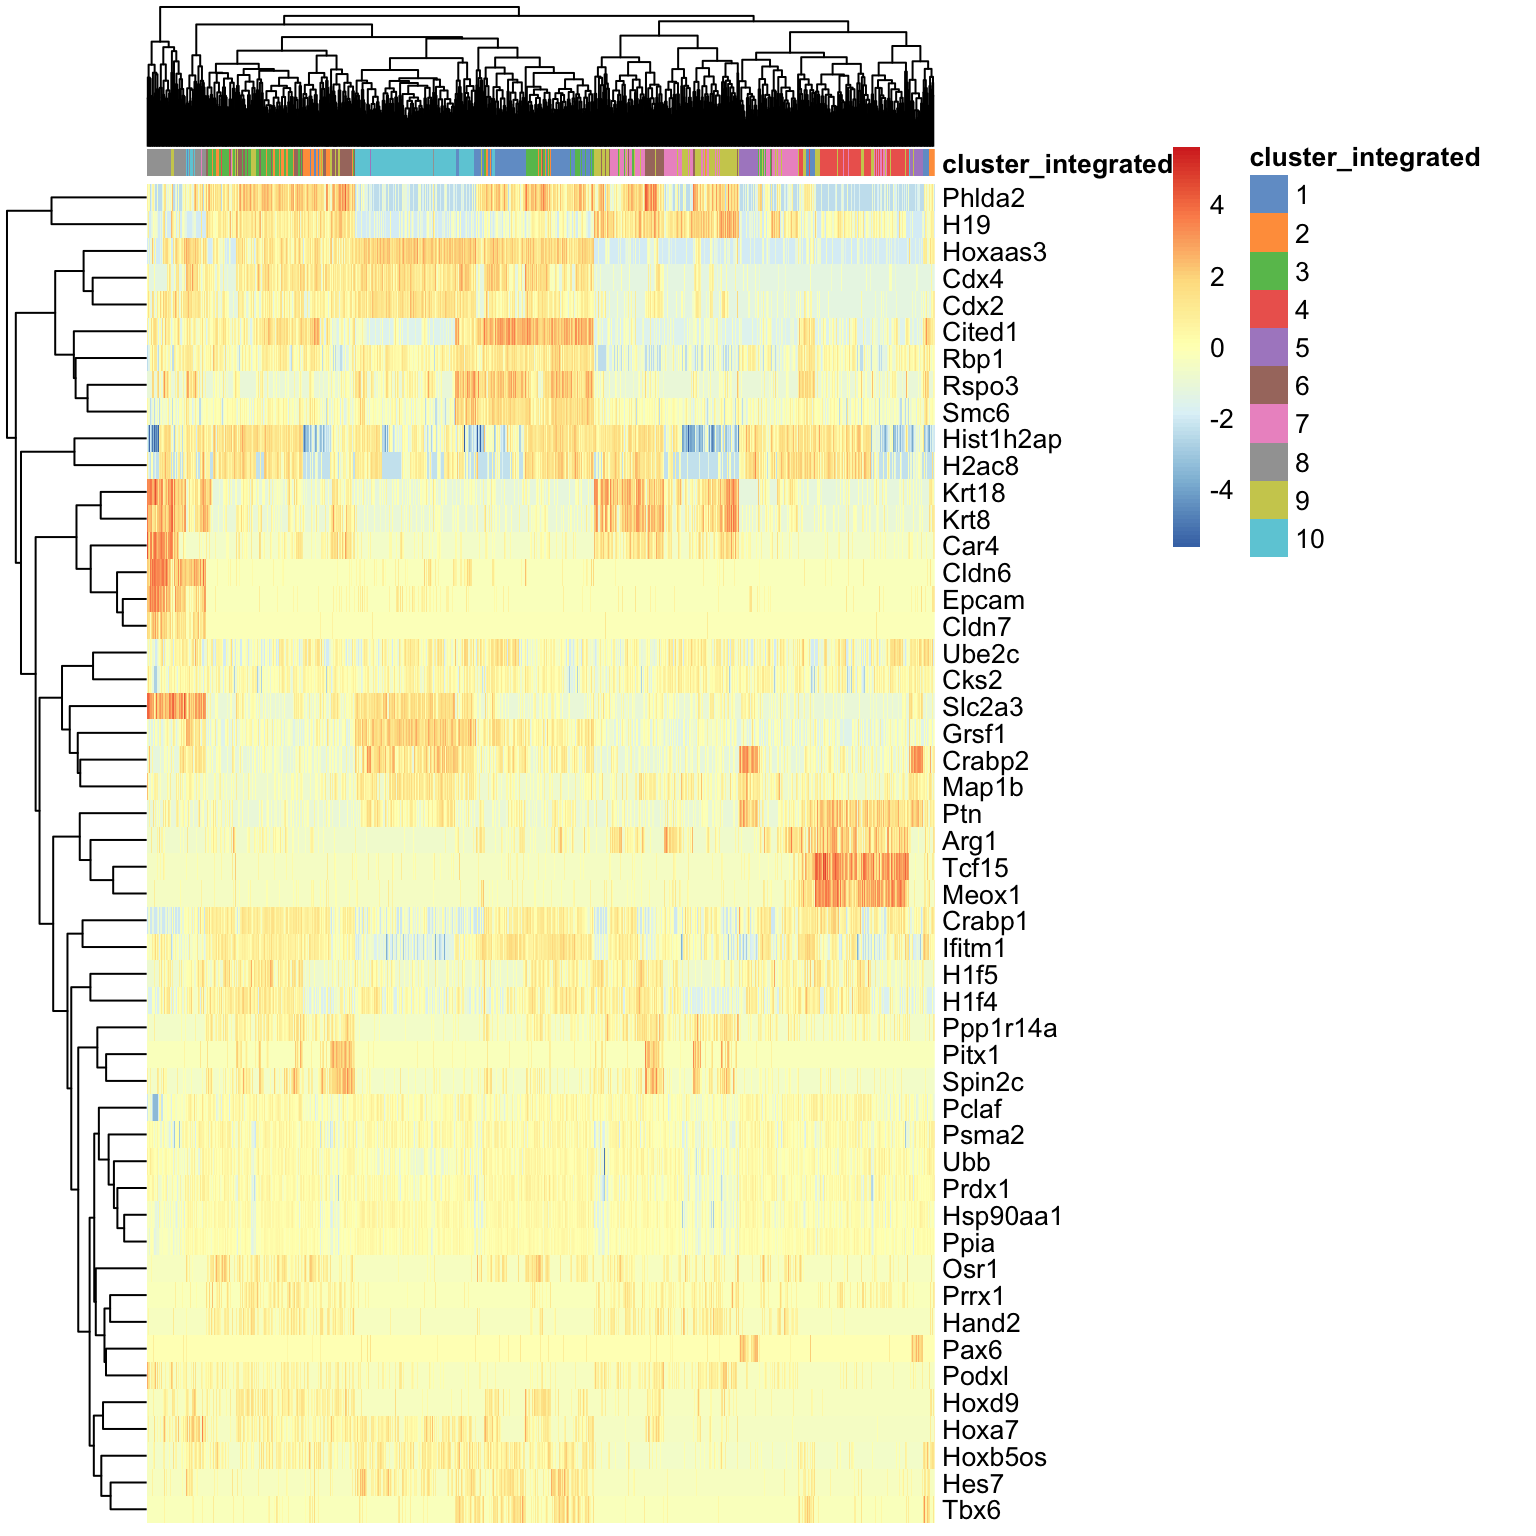 cluster_integrated
Phlda2
H19
Hoxaas3
Cdx4
Cdx2
Cited1
Rbp1
Rspo3
Smc6
Hist1h2ap
H2ac8
Krt18
Krt8
Car4
Cldn6
Epcam
Cldn7
Ube2c
Cks2
Slc2a3
Grsf1
Crabp2
Map1b
Ptn
Arg1
Tcf15
Meox1
Crabp1
Ifitm1
H1f5
H1f4
Ppp1r14a
Pitx1
Spin2c
Pclaf
Psma2
Ubb
Prdx1
Hsp90aa1
Ppia
Osr1
Prrx1
Hand2
Pax6
Podxl
Hoxd9
Hoxa7
Hoxb5os
Hes7
Tbx6
4
2
0
-2
-4
cluster_integrated
1
2
3
4
5
6
7
8
9
10